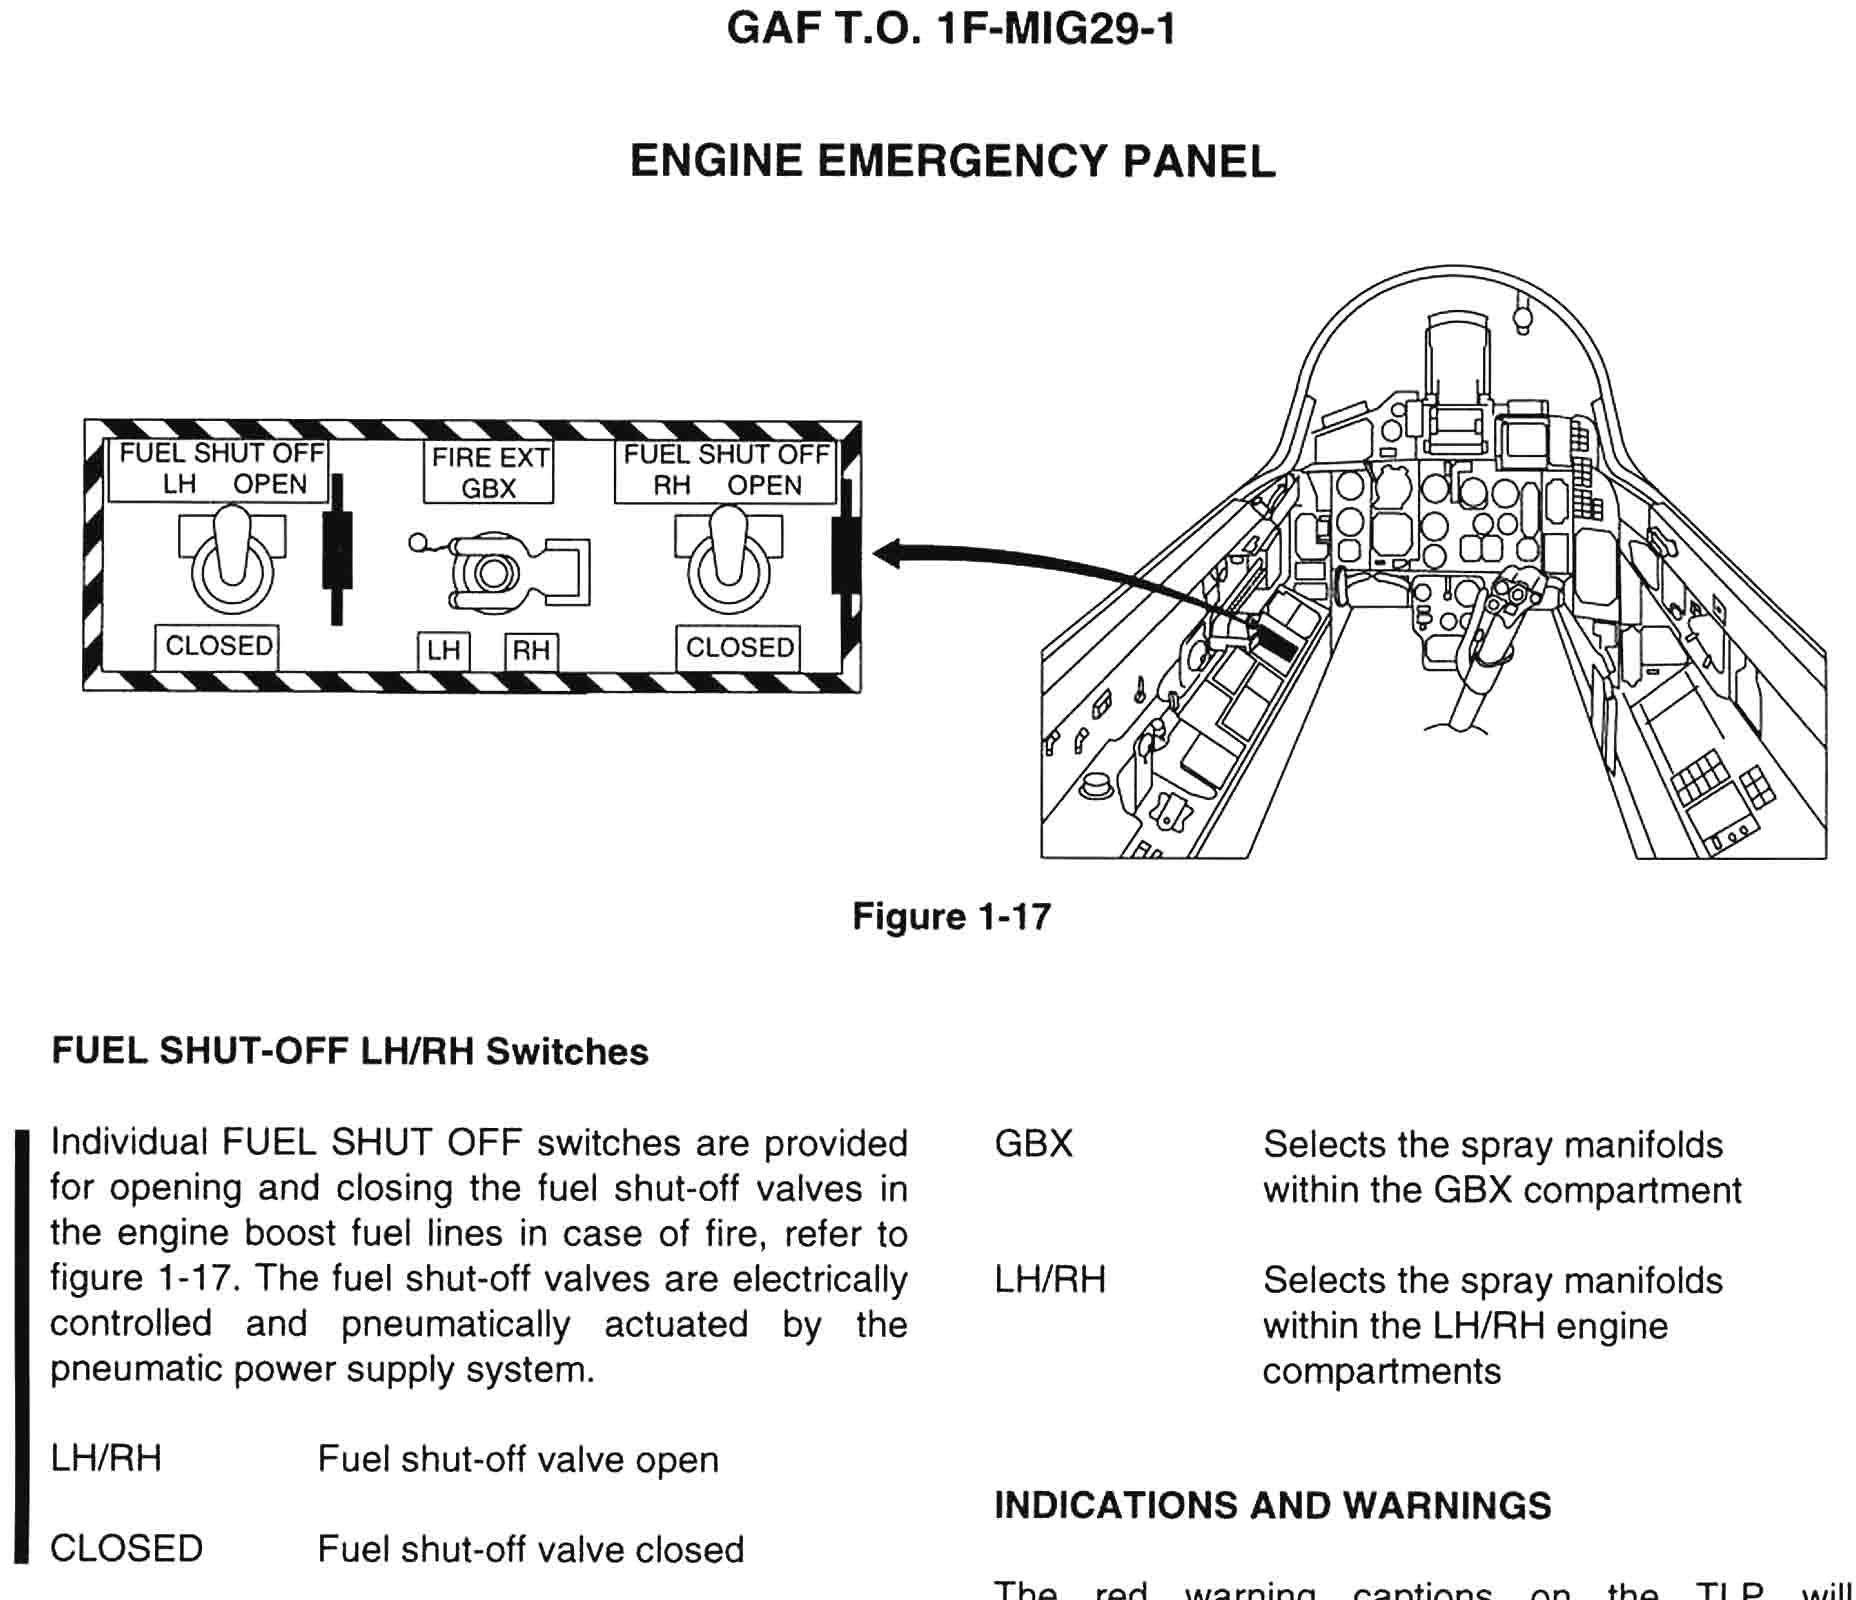 GAF T.O. 1F-MIG29-1
ENGINE EMERGENCY PANEL
FUEL SHUT OFF
LH OPEN
FIRE EXT
GBX
FUEL SHUT OFF
RH OPEN
CLOSED
LH
RH
CLOSED
Figure 1-17
FUEL SHUT-OFF LH/RH Switches
Individual FUEL SHUT OFF switches are provided
for opening and closing the fuel shut-off valves in
the engine boost fuel lines in case of fire, refer to
figure 1-17. The fuel shut-off valves are electrically
controlled and pneumatically actuated by the
pneumatic power supply system.
LH/RH Fuel shut-off valve open
CLOSED Fuel shut-off valve closed
GBX Selects the spray manifolds
within the GBX compartment
LH/RH Selects the spray manifolds
within the LH/RH engine
compartments
INDICATIONS AND WARNINGS
The red warning captions on the TLP will